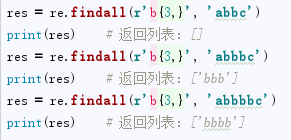 res = re.findall(r'b{3,}', 'abbc')
print(res)    # 返回列表：[]
res = re.findall(r'b{3,}', 'abbbc')
print(res)    # 返回列表：['bbb']
res = re.findall(r'b{3,}', 'abbbbc')
print(res)    # 返回列表：['bbbb']